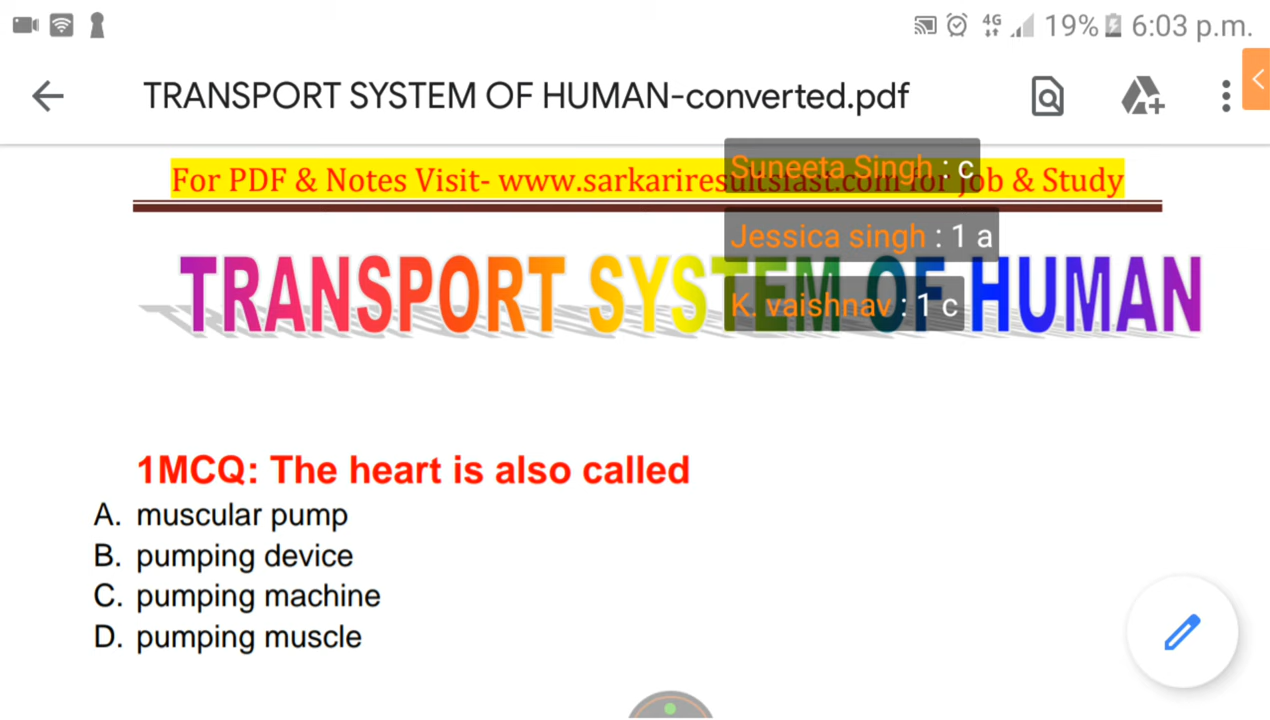 4G 19% 6:03 p.m.
TRANSPORT SYSTEM OF HUMAN-converted.pdf
For PDF & Notes Visit- www.sarkariresultsfast.com for job & Study
Suneeta Singh : c
Jessica singh : 1 a
TRANSPORT SYSTEM OF HUMAN
K. vaishnav : 1 c
1MCQ: The heart is also called
A. muscular pump
B. pumping device
C. pumping machine
D. pumping muscle